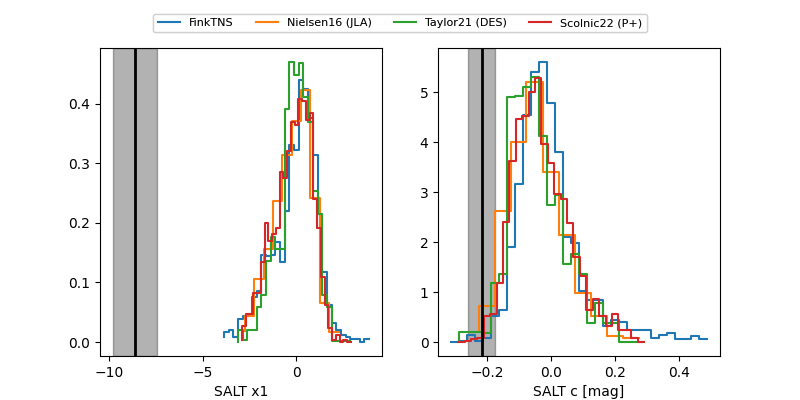 FinkTNS Nielsen16 (JLA) Taylor21 (DES) Scolnic22 (P+)
0.4
0.3
0.2
0.1
0.0
−10 −5 0
SALT x1
5
4
3
2
1
0
−0.2 0.0 0.2 0.4
SALT c [mag]